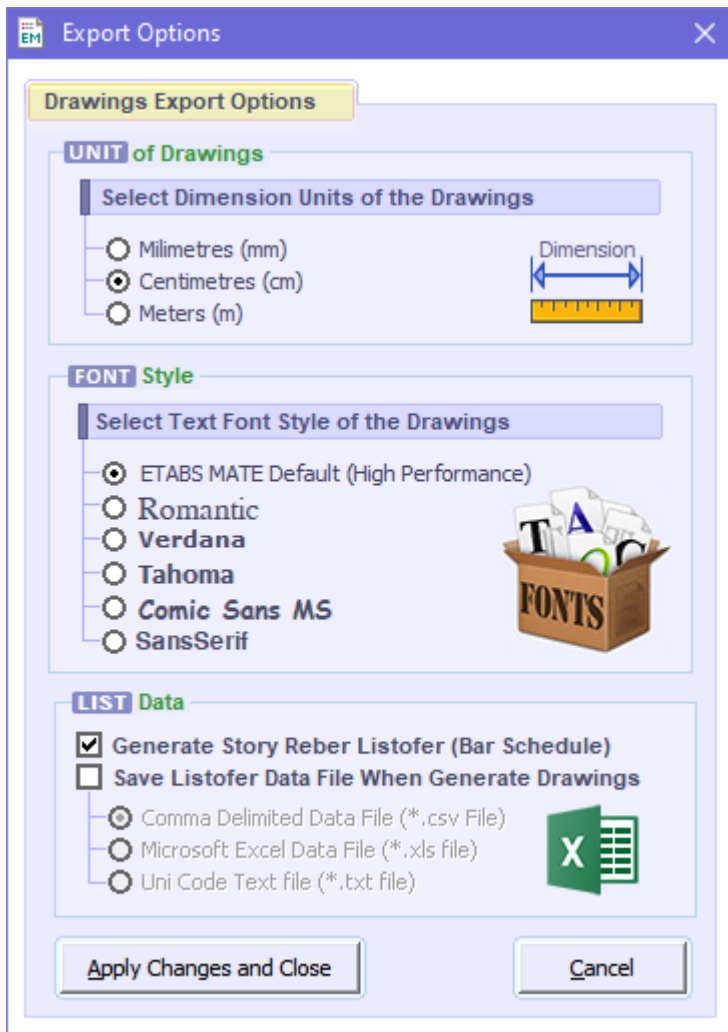 EM Export Options
Drawings Export Options
UNIT of Drawings
Select Dimension Units of the Drawings
Milimetres (mm)
Dimension
Centimetres (cm)
Meters (m)
FONT Style
Select Text Font Style of the Drawings
ETABS MATE Default (High Performance)
Romantic
Verdana
Tahoma
Comic Sans MS
SansSerif
T A O C
FONTS
LIST Data
Generate Story Reber Listofer (Bar Schedule)
Save Listofer Data File When Generate Drawings
Comma Delimited Data File (*.csv File)
Microsoft Excel Data File (*.xls file)
Uni Code Text file (*.txt file)
X
Apply Changes and Close
Cancel